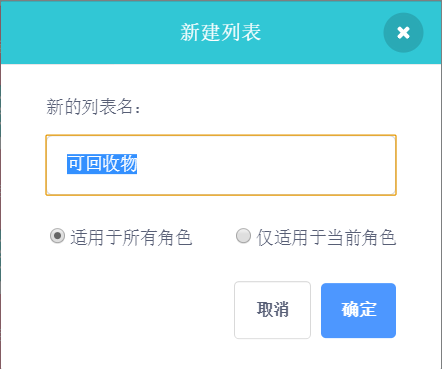 新建列表
新的列表名：
可回收物
适用于所有角色 仅适用于当前角色
取消 确定